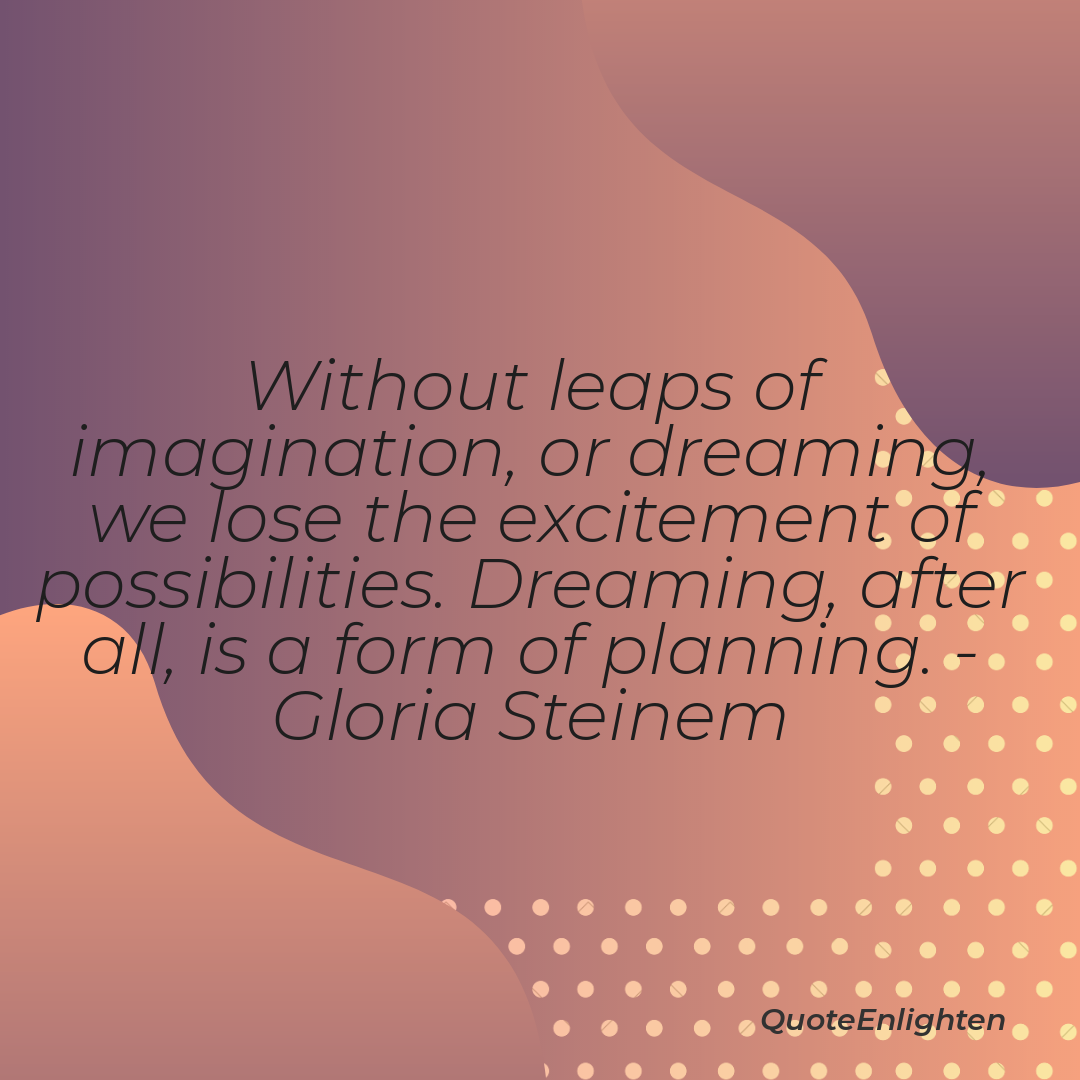 Without leaps of
imagination, or dreaming,
we lose the excitement of
possibilities. Dreaming, after
all, is a form of planning. -
Gloria Steinem
QuoteEnlighten